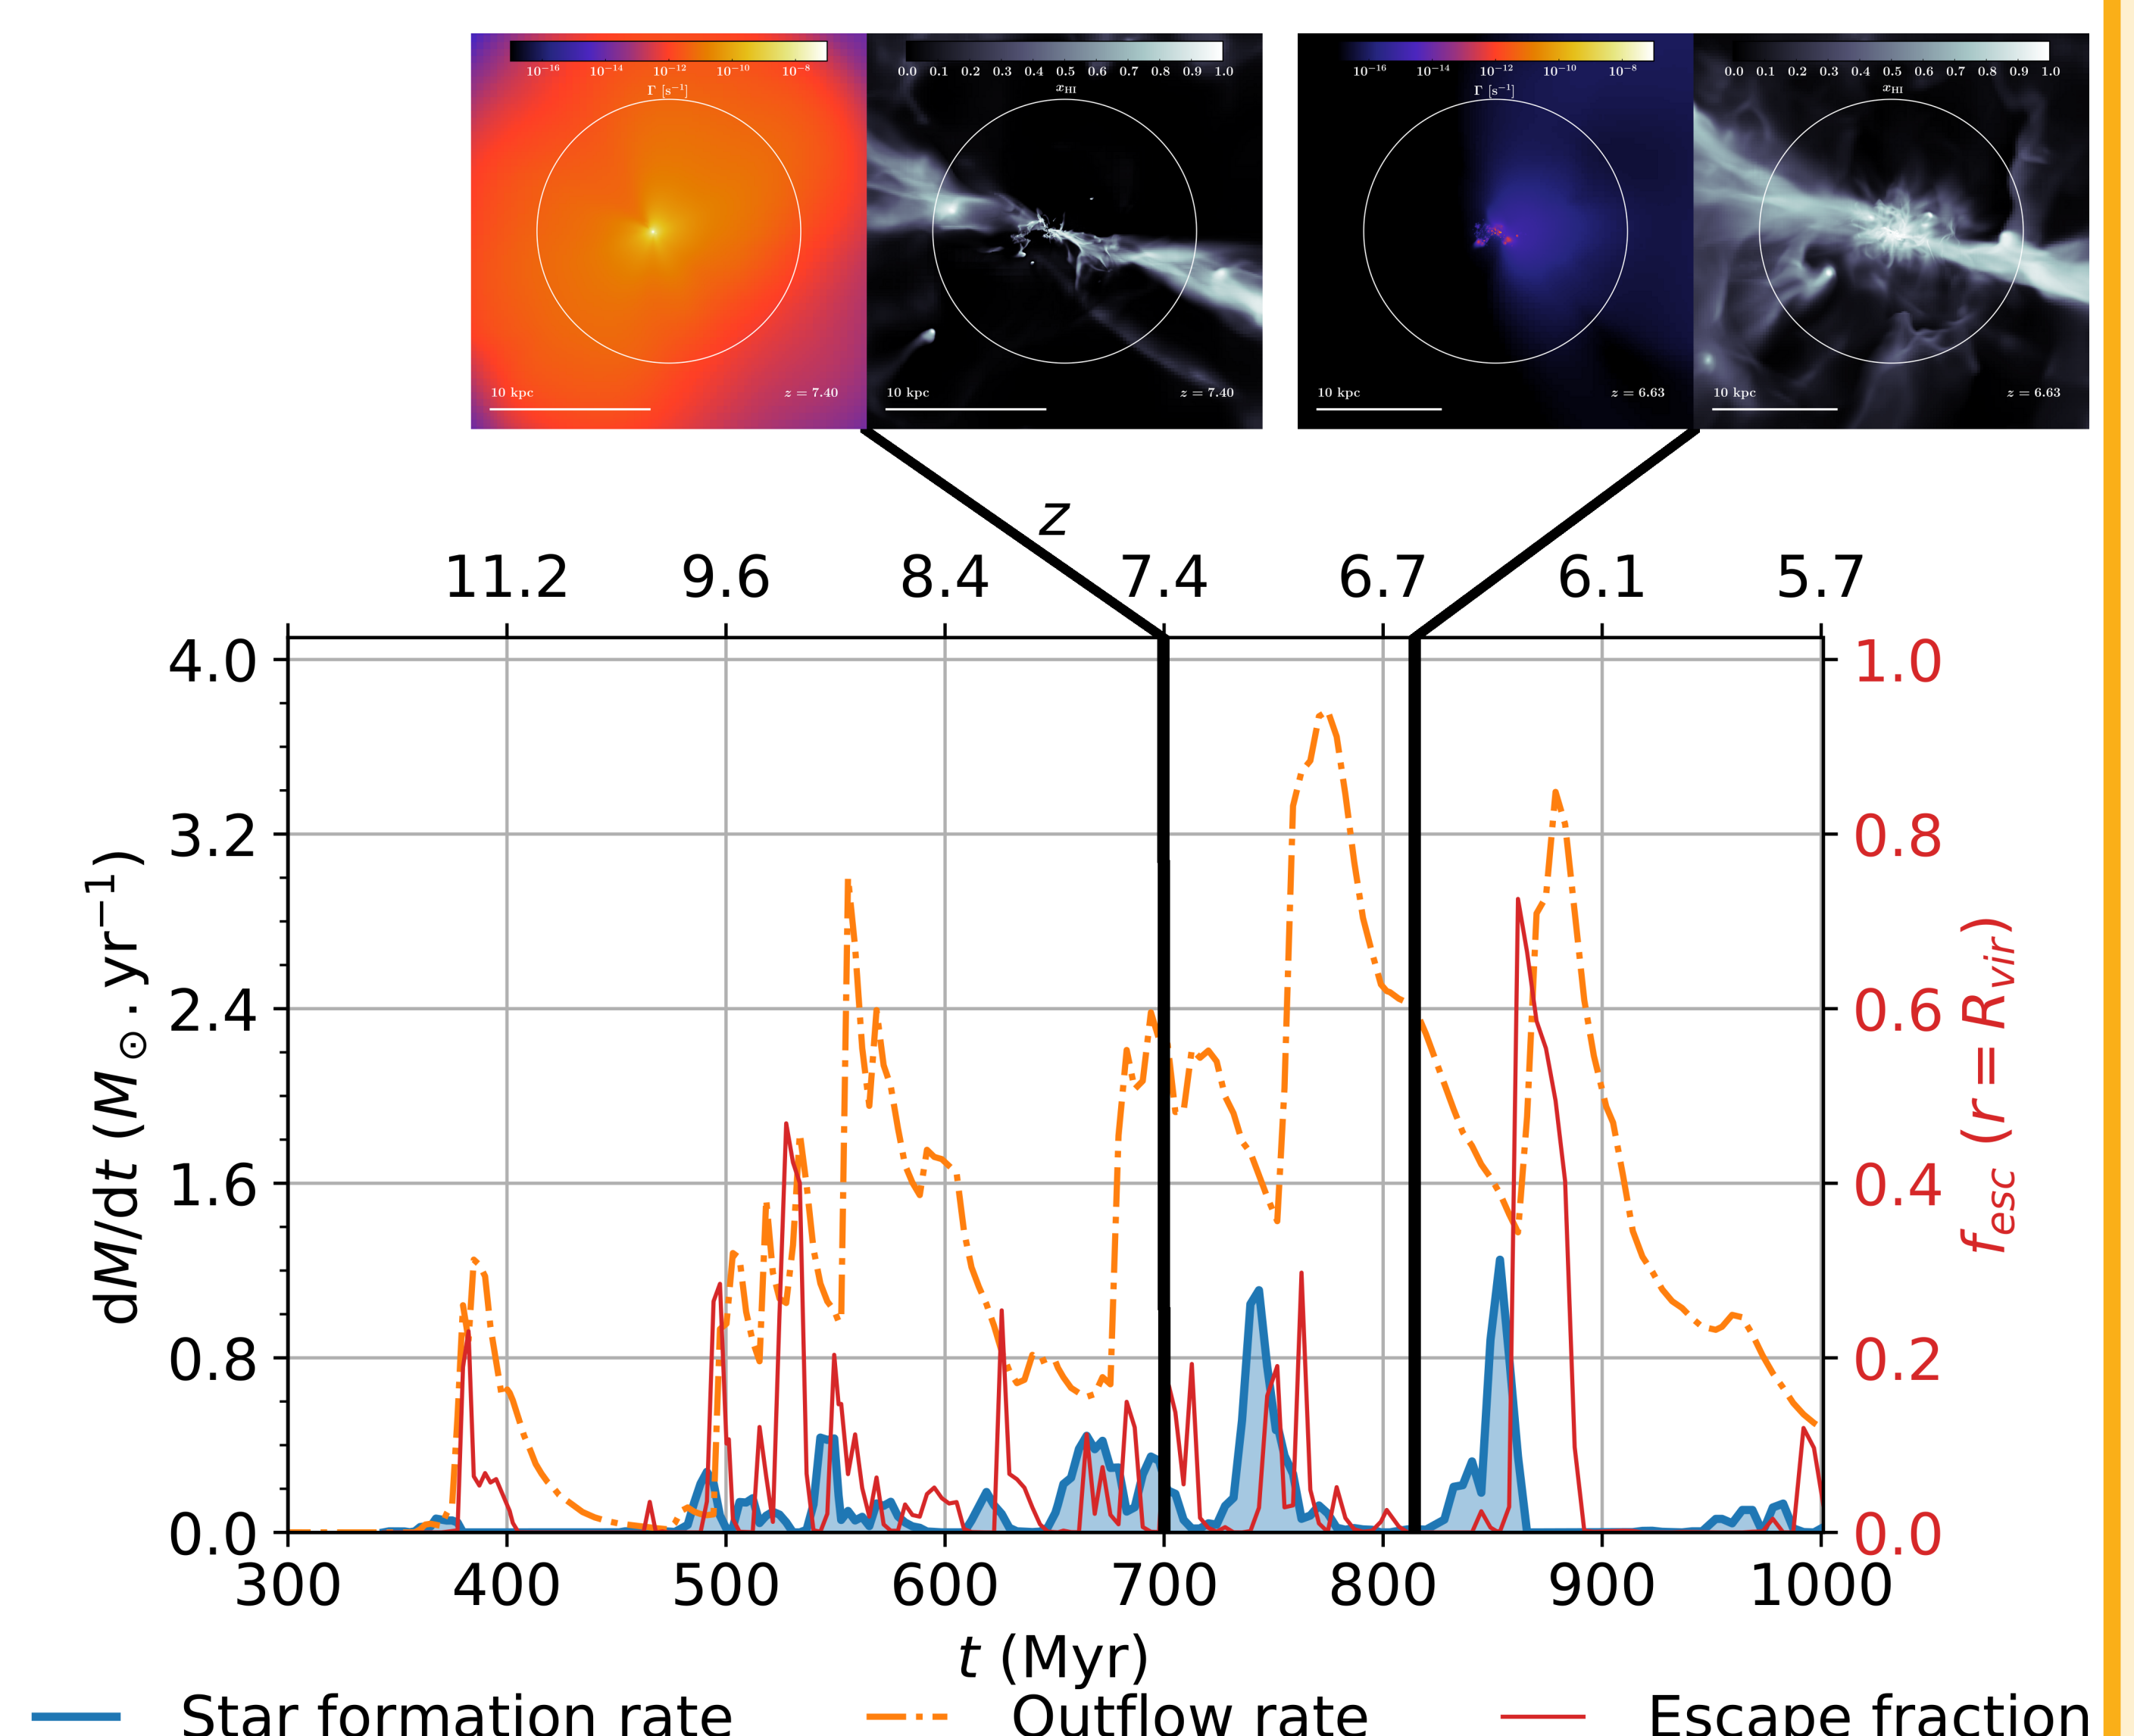 10⁻¹⁶ 10⁻¹⁴ 10⁻¹² 10⁻¹⁰ 10⁻⁸
Γ [s⁻¹]
10 kpc
z = 7.40
0.0 0.1 0.2 0.3 0.4 0.5 0.6 0.7 0.8 0.9 1.0
xHI
10 kpc
z = 7.40
10⁻¹⁶ 10⁻¹⁴ 10⁻¹² 10⁻¹⁰ 10⁻⁸
Γ [s⁻¹]
10 kpc
z = 6.63
0.0 0.1 0.2 0.3 0.4 0.5 0.6 0.7 0.8 0.9 1.0
xHI
10 kpc
z = 6.63
z
11.2 9.6 8.4 7.4 6.7 6.1 5.7
4.0
3.2
2.4
1.6
0.8
0.0
dM/dt (M⊙.yr⁻¹)
1.0
0.8
0.6
0.4
0.2
0.0
fesc (r = Rvir)
300 400 500 600 700 800 900 1000
t (Myr)
Star formation rate Outflow rate Escape fraction